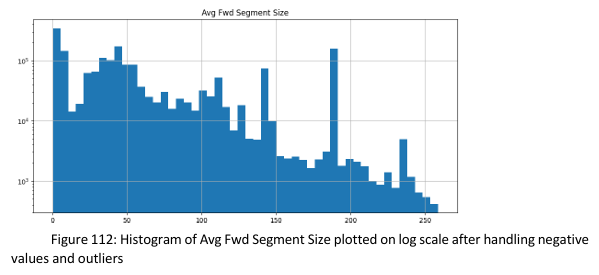 Avg Fwd Segment Size
10⁵
10⁴
10³
0 50 100 150 200 250
Figure 112: Histogram of Avg Fwd Segment Size plotted on log scale after handling negative
values and outliers